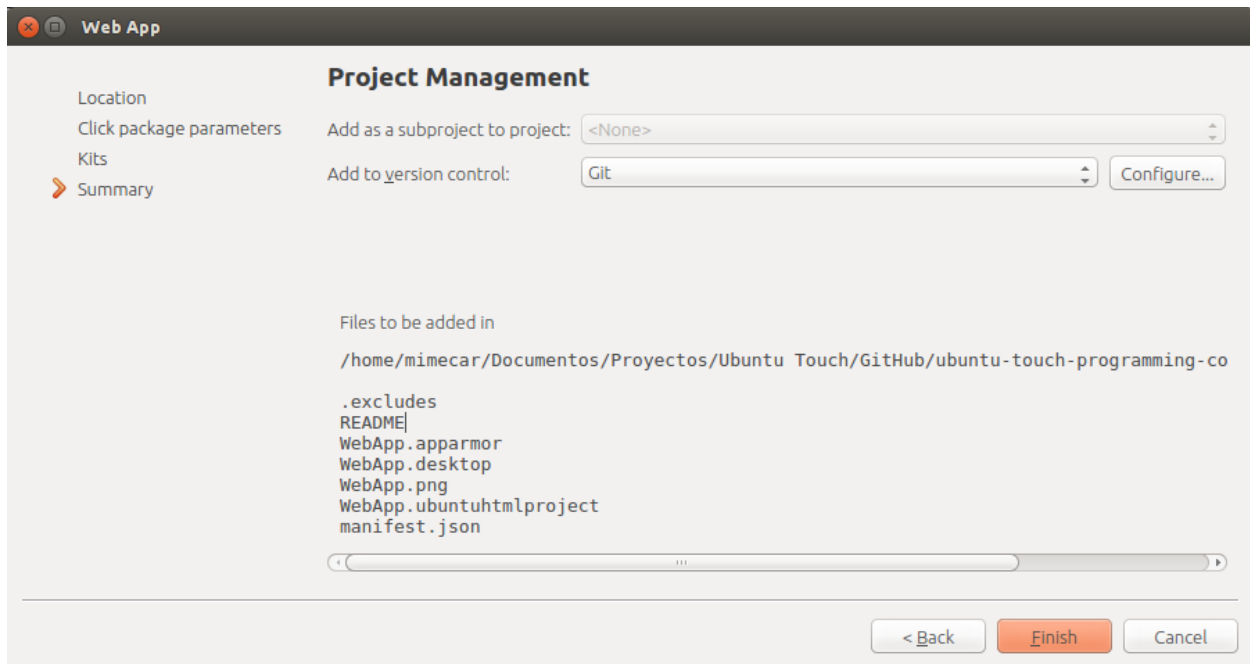 Web App
Location
Click package parameters
Kits
Summary
Project Management
Add as a subproject to project: <None>
Add to version control: Git Configure...
Files to be added in
/home/mimecar/Documentos/Proyectos/Ubuntu Touch/GitHub/ubuntu-touch-programming-co
.excludes
README
WebApp.apparmor
WebApp.desktop
WebApp.png
WebApp.ubuntuhtmlproject
manifest.json
< Back Finish Cancel